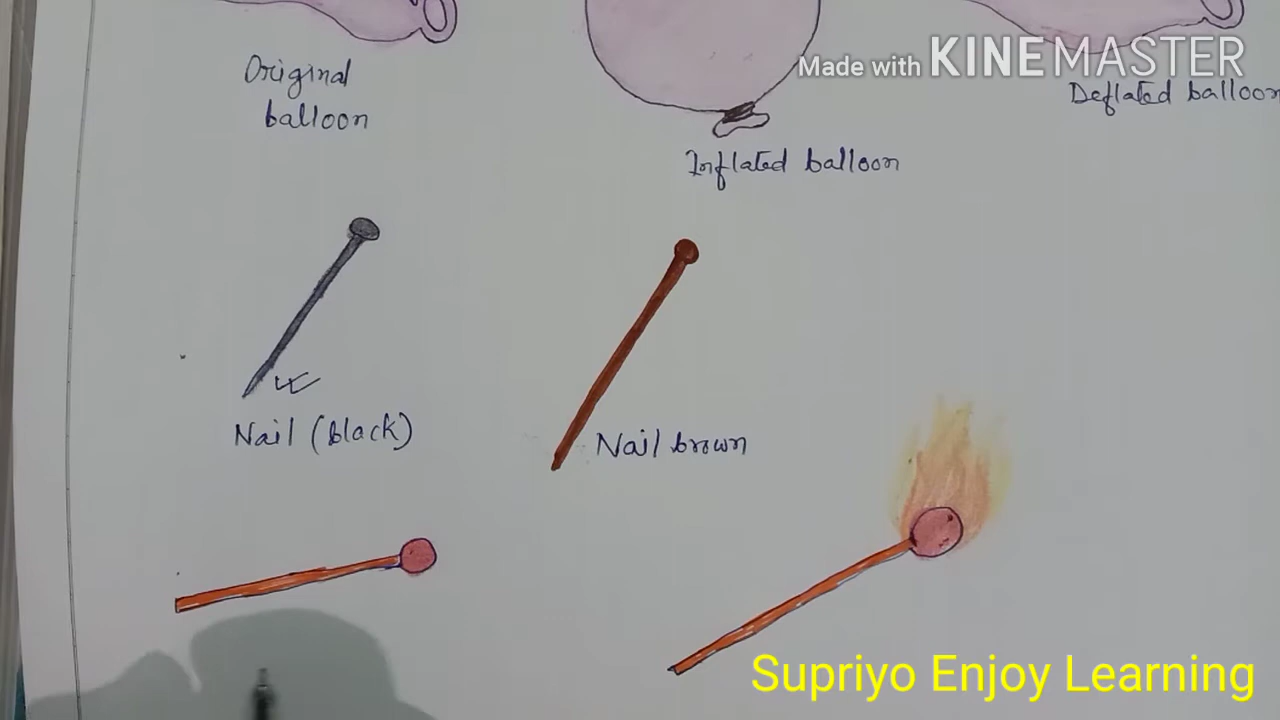 Original
balloon
Made with KINEMASTER
Deflated balloon
Inflated balloon
Nail (black)
Nail brown
Supriyo Enjoy Learning